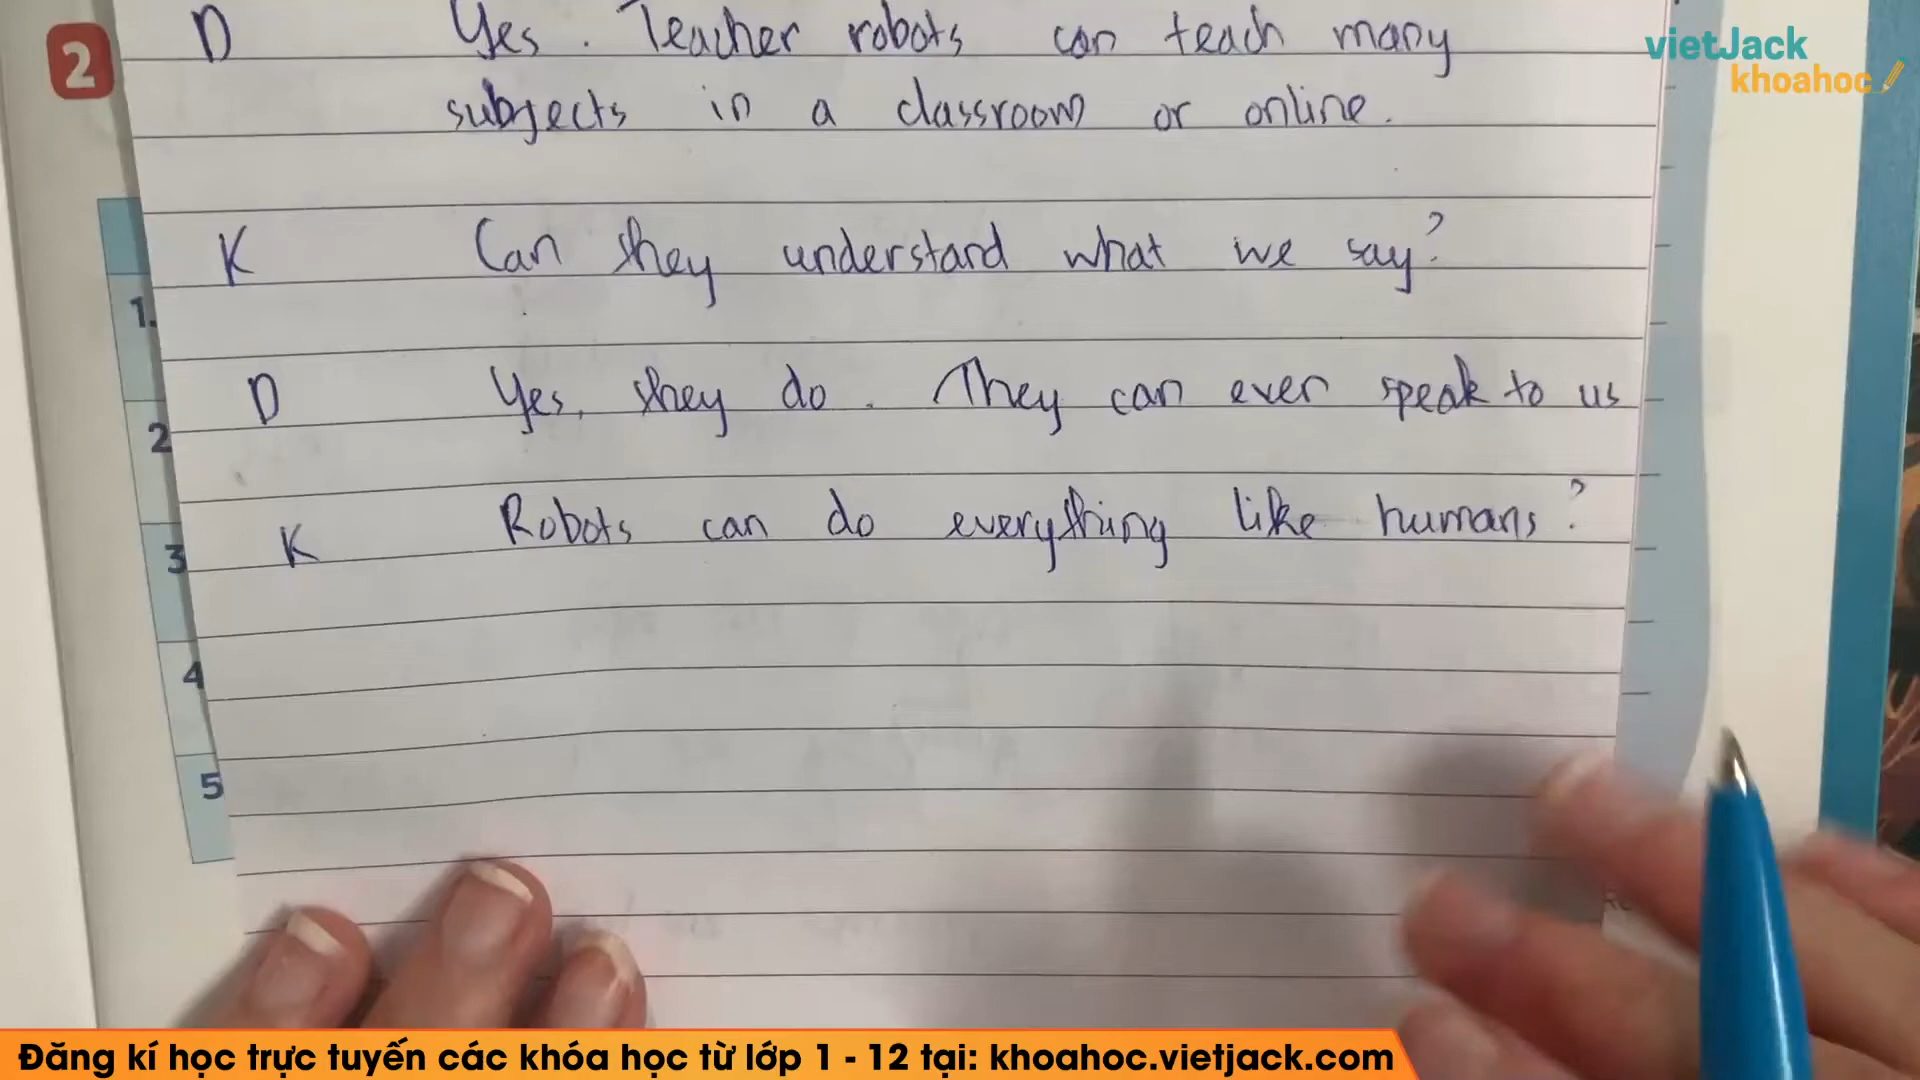 2
D Yes. Teacher robots can teach many
subjects in a classroom or online.
K Can they understand what we say?
D Yes, they do. They can even speak to us
K Robots can do everything like humans?
1.
2
3
4
5
vietJack
khoahoc
Đăng kí học trực tuyến các khóa học từ lớp 1 - 12 tại: khoahoc.vietjack.com